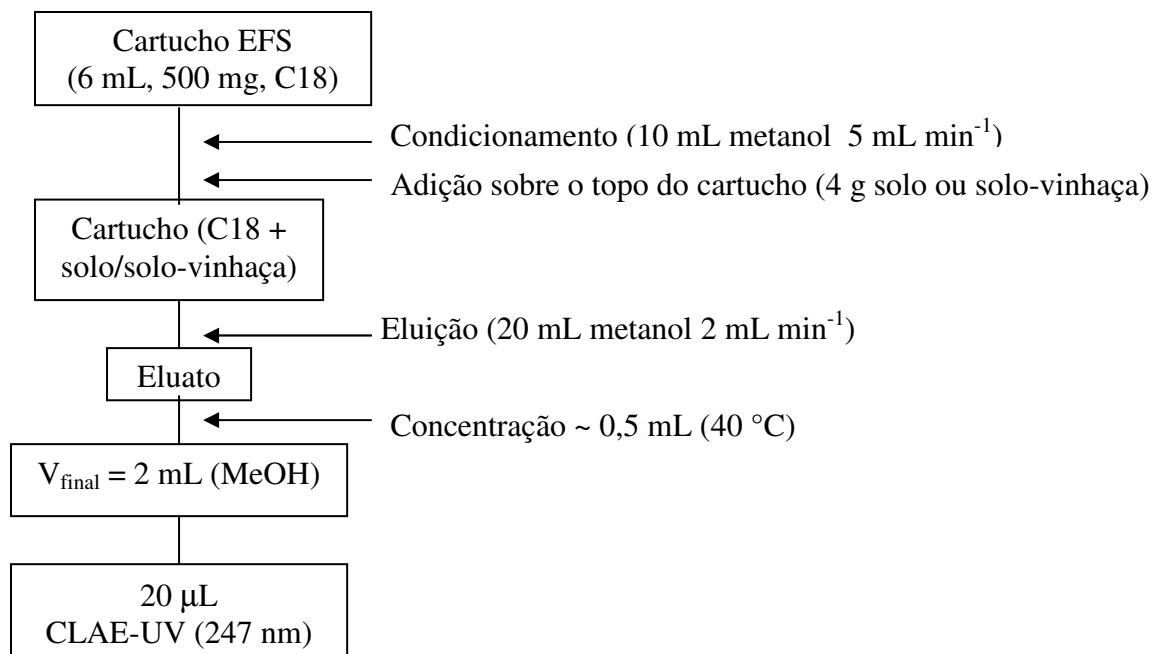 Cartucho EFS
(6 mL, 500 mg, C18)
Condicionamento (10 mL metanol 5 mL min⁻¹)
Adição sobre o topo do cartucho (4 g solo ou solo-vinhaça)
Cartucho (C18 +
solo/solo-vinhaça)
Eluição (20 mL metanol 2 mL min⁻¹)
Eluato
Concentração ~ 0,5 mL (40 °C)
V_final = 2 mL (MeOH)
20 μL
CLAE-UV (247 nm)